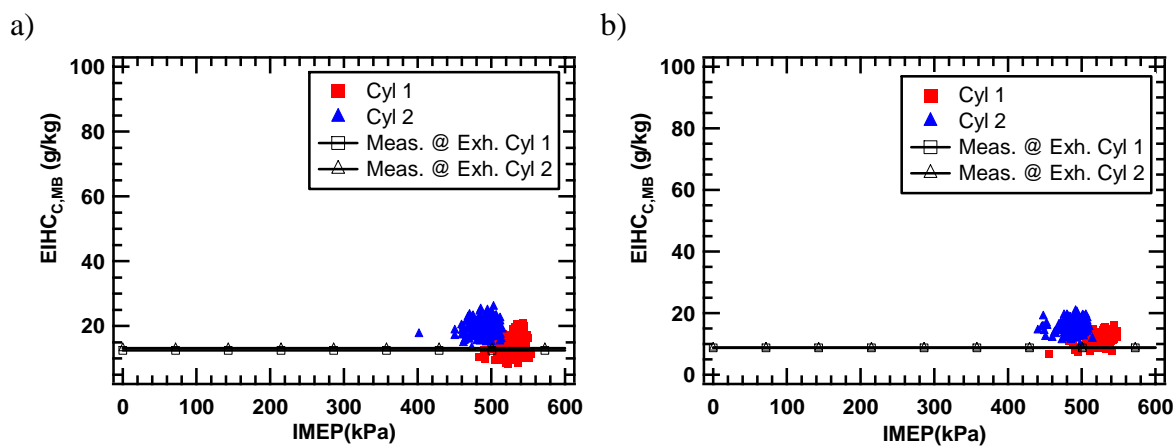 a)
100
80
60
40
20
EIHC_C,MB (g/kg)
Cyl 1
Cyl 2
Meas. @ Exh. Cyl 1
Meas. @ Exh. Cyl 2
0 100 200 300 400 500 600
IMEP(kPa)
b)
100
80
60
40
20
0
EIHC_C,MB (g/kg)
Cyl 1
Cyl 2
Meas. @ Exh. Cyl 1
Meas. @ Exh. Cyl 2
0 100 200 300 400 500 600
IMEP(kPa)